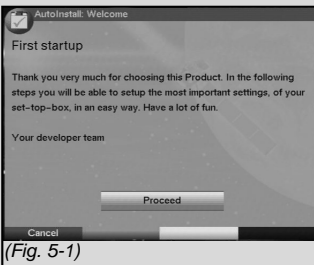 AutoInstall: Welcome
First startup
Thank you very much for choosing this Product. In the following
steps you will be able to setup the most important settings, of your
set-top-box, in an easy way. Have a lot of fun.
Your developer team
Proceed
Cancel
(Fig. 5-1)